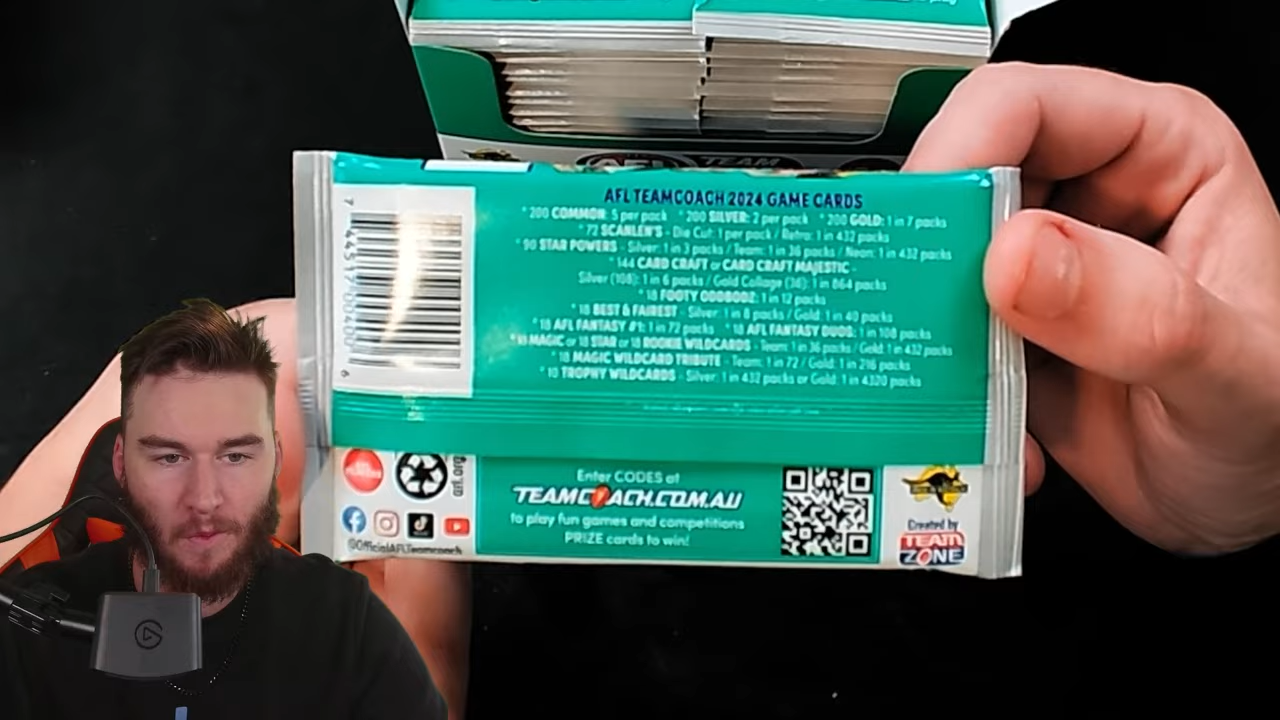 AFL TEAM
AFL TEAMCOACH 2024 GAME CARDS
* 200 COMMON: 5 per pack * 200 SILVER: 2 per pack * 200 GOLD: 1 in 7 packs
* 72 SCANLEN'S - Die Cut: 1 per pack / Retro: 1 in 432 packs
* 90 STAR POWERS - Silver: 1 in 3 packs / Team: 1 in 36 packs / Neon: 1 in 432 packs
* 144 CARD CRAFT or CARD CRAFT MAJESTIC -
Silver (108): 1 in 6 packs / Gold Collage (36): 1 in 864 packs
* 18 FOOTY ODDBODZ: 1 in 12 packs
* 18 BEST & FAIREST - Silver: 1 in 8 packs / Gold: 1 in 40 packs
* 18 AFL FANTASY #1: 1 in 72 packs * 18 AFL FANTASY DUOS: 1 in 108 packs
* 18 MAGIC or 18 STAR or 18 ROOKIE WILDCARDS - Team: 1 in 36 packs / Gold: 1 in 432 packs
* 18 MAGIC WILDCARD TRIBUTE - Team: 1 in 72 / Gold: 1 in 216 packs
* 10 TROPHY WILDCARDS - Silver: 1 in 432 packs or Gold: 1 in 4320 packs
Enter CODES at
TEAMCOACH.COM.AU
to play fun games and competitions
PRIZE cards to win!
@OfficialAFLTeamcoach
Created by
TEAM
ZONE